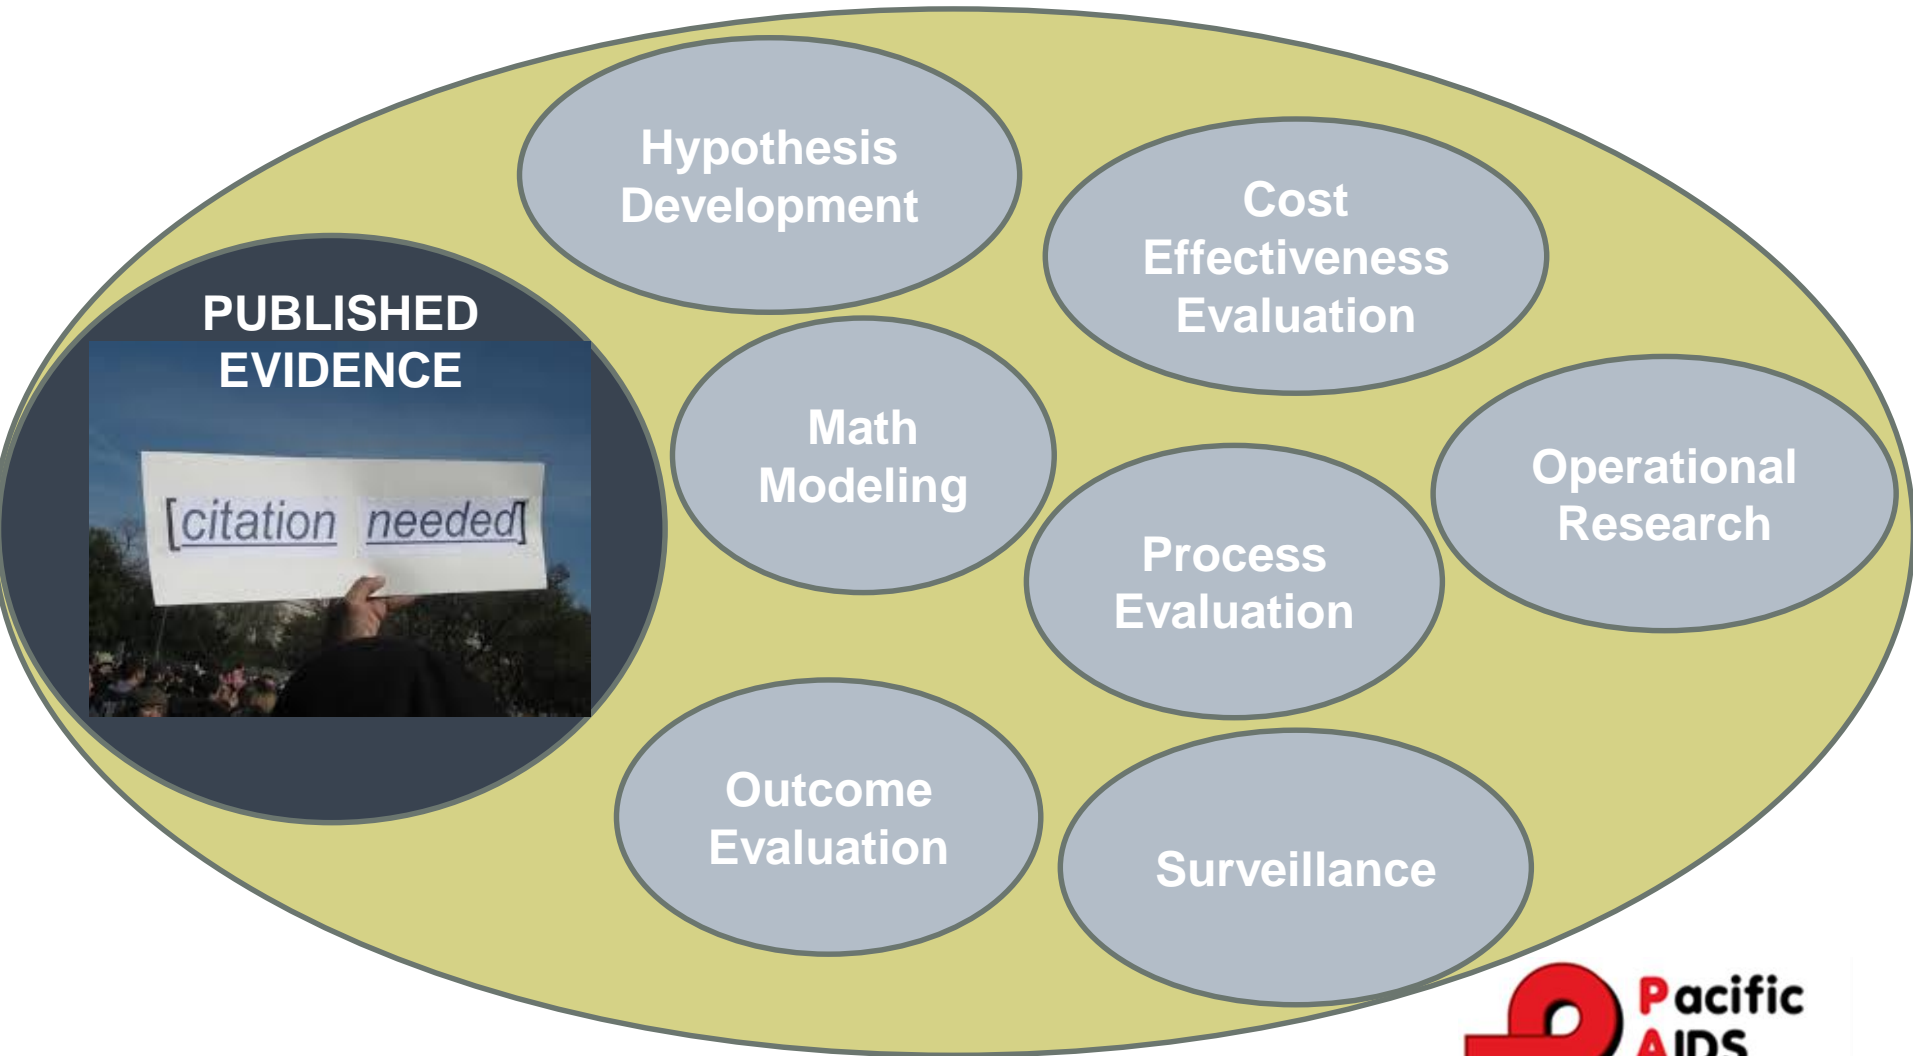 Hypothesis
Development
Cost
Effectiveness
Evaluation
PUBLISHED
EVIDENCE
[citation needed]
Math
Modeling
Operational
Research
Process
Evaluation
Outcome
Evaluation
Surveillance
Pacific
AIDS